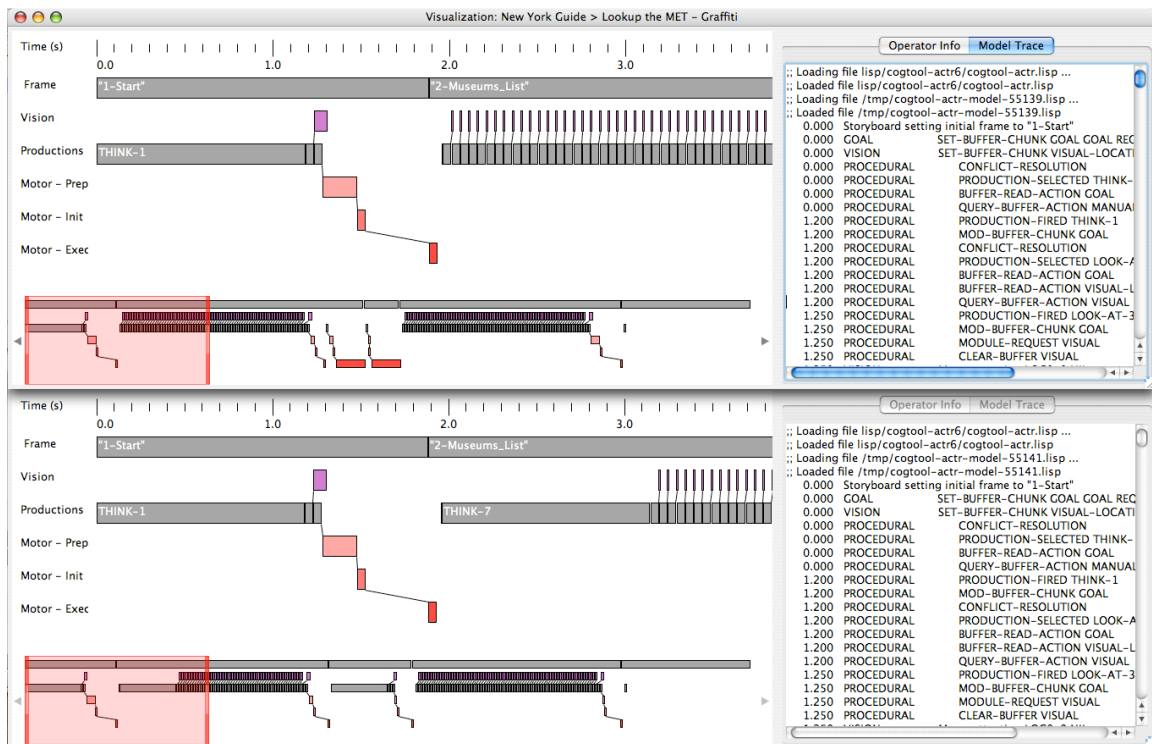 Visualization: New York Guide > Lookup the MET – Graffiti
Time (s)
0.0 1.0 2.0 3.0
Frame "1-Start" "2-Museums_List"
Vision
Productions THINK-1
Motor – Prep
Motor – Init
Motor – Exec
Operator Info Model Trace
;; Loading file lisp/cogtool-actr6/cogtool-actr.lisp ...
;; Loaded file lisp/cogtool-actr6/cogtool-actr.lisp
;; Loading file /tmp/cogtool-actr-model-55139.lisp ...
;; Loaded file /tmp/cogtool-actr-model-55139.lisp
0.000 Storyboard setting initial frame to "1-Start"
0.000 GOAL SET-BUFFER-CHUNK GOAL GOAL REQ
0.000 VISION SET-BUFFER-CHUNK VISUAL-LOCATI
0.000 PROCEDURAL CONFLICT-RESOLUTION
0.000 PROCEDURAL PRODUCTION-SELECTED THINK-
0.000 PROCEDURAL BUFFER-READ-ACTION GOAL
0.000 PROCEDURAL QUERY-BUFFER-ACTION MANUAL
1.200 PROCEDURAL PRODUCTION-FIRED THINK-1
1.200 PROCEDURAL MOD-BUFFER-CHUNK GOAL
1.200 PROCEDURAL CONFLICT-RESOLUTION
1.200 PROCEDURAL PRODUCTION-SELECTED LOOK-A
1.200 PROCEDURAL BUFFER-READ-ACTION GOAL
1.200 PROCEDURAL BUFFER-READ-ACTION VISUAL-L
1.200 PROCEDURAL QUERY-BUFFER-ACTION VISUAL
1.250 PROCEDURAL PRODUCTION-FIRED LOOK-AT-3
1.250 PROCEDURAL MOD-BUFFER-CHUNK GOAL
1.250 PROCEDURAL MODULE-REQUEST VISUAL
1.250 PROCEDURAL CLEAR-BUFFER VISUAL
Time (s)
0.0 1.0 2.0 3.0
Frame "1-Start" "2-Museums_List"
Vision
Productions THINK-1 THINK-7
Motor – Prep
Motor – Init
Motor – Exec
Operator Info Model Trace
;; Loading file lisp/cogtool-actr6/cogtool-actr.lisp ...
;; Loaded file lisp/cogtool-actr6/cogtool-actr.lisp
;; Loading file /tmp/cogtool-actr-model-55141.lisp ...
;; Loaded file /tmp/cogtool-actr-model-55141.lisp
0.000 Storyboard setting initial frame to "1-Start"
0.000 GOAL SET-BUFFER-CHUNK GOAL GOAL REQ
0.000 VISION SET-BUFFER-CHUNK VISUAL-LOCATI
0.000 PROCEDURAL CONFLICT-RESOLUTION
0.000 PROCEDURAL PRODUCTION-SELECTED THINK-
0.000 PROCEDURAL BUFFER-READ-ACTION GOAL
0.000 PROCEDURAL QUERY-BUFFER-ACTION MANUAL
1.200 PROCEDURAL PRODUCTION-FIRED THINK-1
1.200 PROCEDURAL MOD-BUFFER-CHUNK GOAL
1.200 PROCEDURAL CONFLICT-RESOLUTION
1.200 PROCEDURAL PRODUCTION-SELECTED LOOK-A
1.200 PROCEDURAL BUFFER-READ-ACTION GOAL
1.200 PROCEDURAL BUFFER-READ-ACTION VISUAL-L
1.200 PROCEDURAL QUERY-BUFFER-ACTION VISUAL
1.250 PROCEDURAL PRODUCTION-FIRED LOOK-AT-3
1.250 PROCEDURAL MOD-BUFFER-CHUNK GOAL
1.250 PROCEDURAL MODULE-REQUEST VISUAL
1.250 PROCEDURAL CLEAR-BUFFER VISUAL